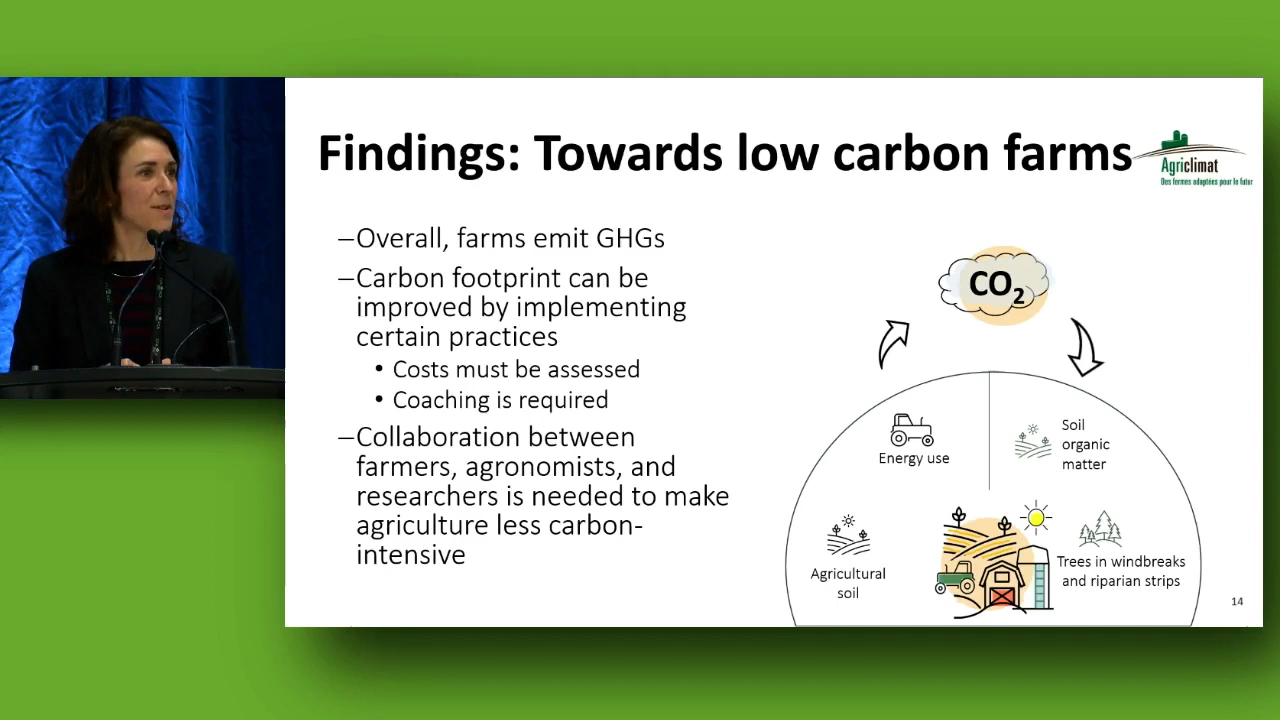 Findings: Towards low carbon farms
Agriclimat
Des fermes adaptées pour le futur
–Overall, farms emit GHGs
–Carbon footprint can be
improved by implementing
certain practices
• Costs must be assessed
• Coaching is required
–Collaboration between
farmers, agronomists, and
researchers is needed to make
agriculture less carbon-
intensive
CO2
Energy use
Soil
organic
matter
Agricultural
soil
Trees in windbreaks
and riparian strips
14